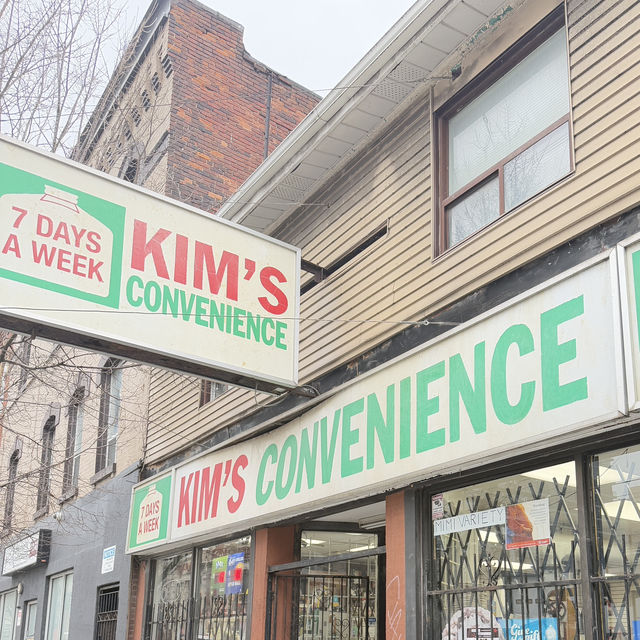 7 DAYS
A WEEK
KIM'S
CONVENIENCE
KIM'S CONVENIENCE
7 DAYS
A WEEK
MIMI VARIETY